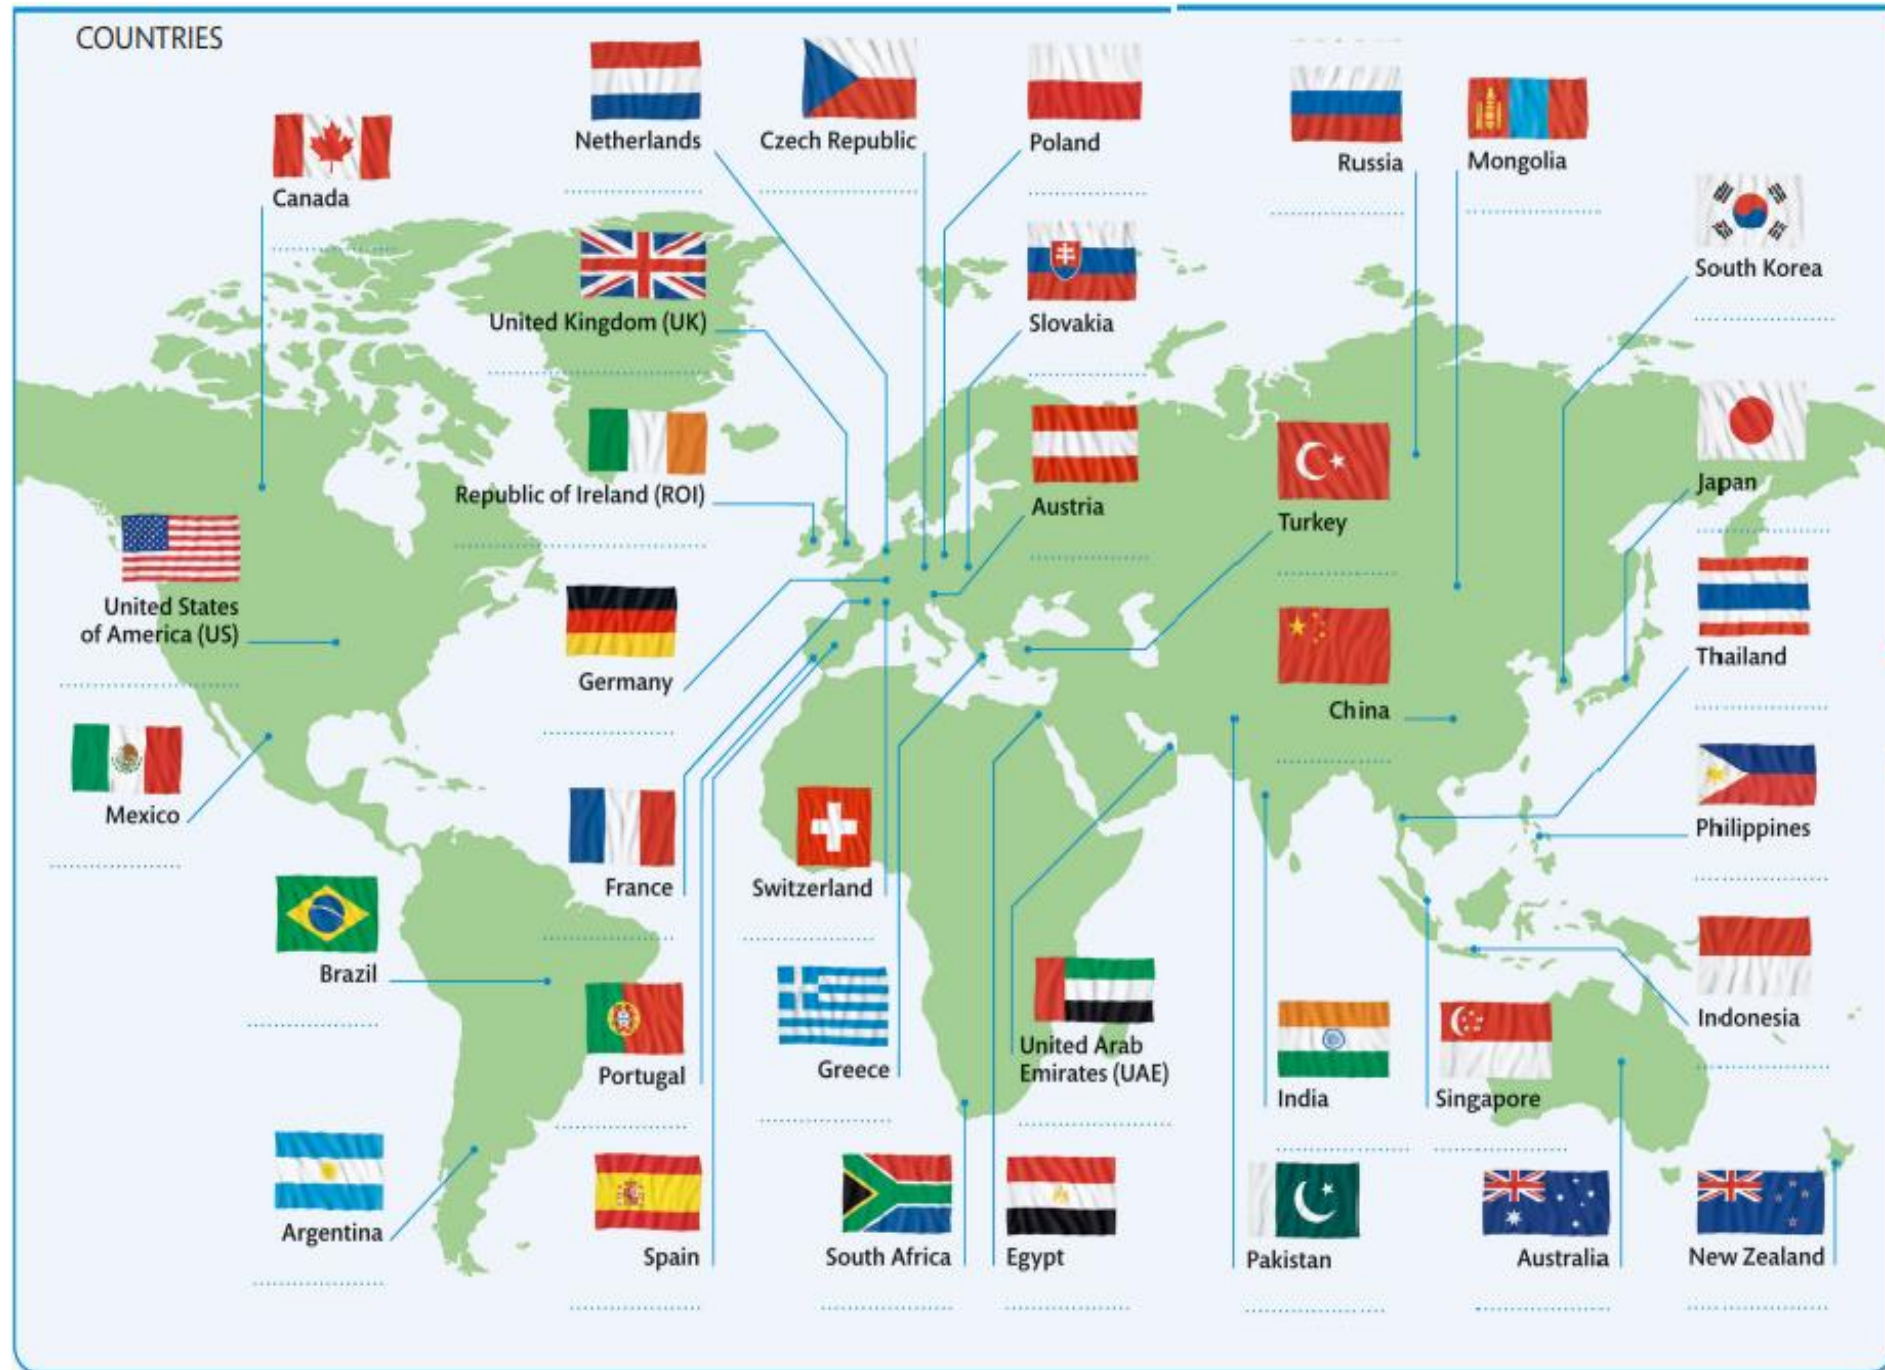 COUNTRIES
Canada
Netherlands
Czech Republic
Poland
Russia
Mongolia
South Korea
United Kingdom (UK)
Slovakia
Republic of Ireland (ROI)
Austria
Turkey
Japan
United States
of America (US)
Germany
China
Thailand
Mexico
France
Switzerland
Philippines
Brazil
Portugal
Greece
United Arab
Emirates (UAE)
India
Singapore
Indonesia
Argentina
Spain
South Africa
Egypt
Pakistan
Australia
New Zealand